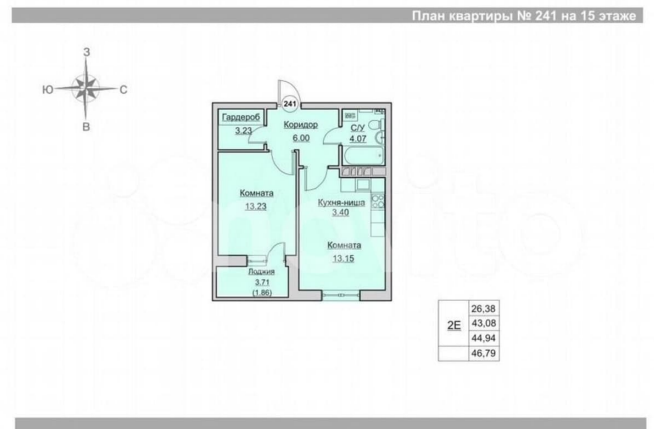 План квартиры № 241 на 15 этаже
З
Ю С
В
241
Гардероб
3.23
Коридор
6.00
С/У
4.07
Комната
13.23
Кухня-ниша
3.40
Комната
13.15
Лоджия
3.71
(1.86)
2Е
26,38
43,08
44,94
46,79